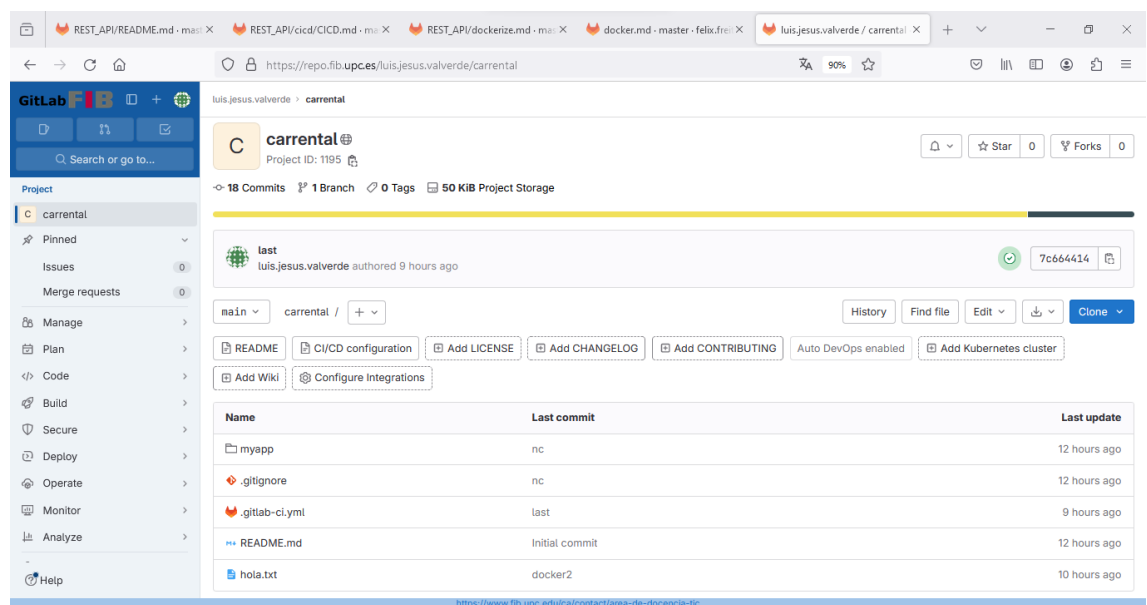 REST_API/README.md · mast
REST_API/cicd/CICD.md · ma
REST_API/dockerize.md · mas
docker.md · master · felix.frei
luis.jesus.valverde / carrental
https://repo.fib.upc.es/luis.jesus.valverde/carrental
90%
GitLab FIB
luis.jesus.valverde > carrental
Search or go to...
C
carrental
Project ID: 1195
Star 0
Forks 0
18 Commits 1 Branch 0 Tags 50 KiB Project Storage
Project
C carrental
Pinned
Issues 0
Merge requests 0
Manage
Plan
Code
Build
Secure
Deploy
Operate
Monitor
Analyze
Help
last
luis.jesus.valverde authored 9 hours ago
7c664414
main
carrental /
History
Find file
Edit
Clone
README
CI/CD configuration
Add LICENSE
Add CHANGELOG
Add CONTRIBUTING
Auto DevOps enabled
Add Kubernetes cluster
Add Wiki
Configure Integrations
Name Last commit Last update
myapp nc 12 hours ago
.gitignore nc 12 hours ago
.gitlab-ci.yml last 9 hours ago
README.md Initial commit 12 hours ago
hola.txt docker2 10 hours ago
https://www.fib.upc.edu/ca/contact/area-de-docencia-tic